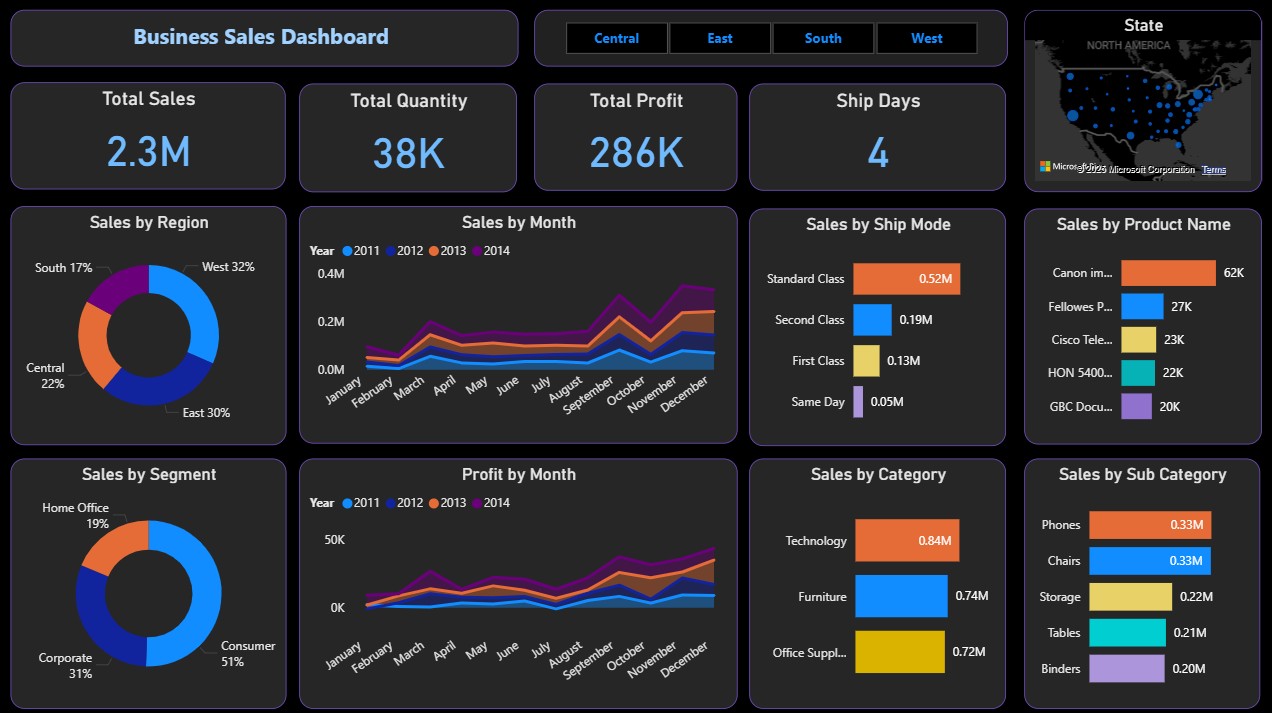 Business Sales Dashboard
Central
East
South
West
State
NORTH AMERICA
© 2025 Microsoft Corporation
Terms
Total Sales
2.3M
Total Quantity
38K
Total Profit
286K
Ship Days
4
Sales by Region
South 17%
West 32%
Central
22%
East 30%
Sales by Month
Year 2011 2012 2013 2014
0.4M
0.2M
0.0M
January
February
March
April
May
June
July
August
September
October
November
December
Sales by Ship Mode
Standard Class 0.52M
Second Class 0.19M
First Class 0.13M
Same Day 0.05M
Sales by Product Name
Canon im... 62K
Fellowes P... 27K
Cisco Tele... 23K
HON 5400... 22K
GBC Docu... 20K
Sales by Segment
Home Office
19%
Corporate
31%
Consumer
51%
Profit by Month
Year 2011 2012 2013 2014
50K
0K
January
February
March
April
May
June
July
August
September
October
November
December
Sales by Category
Technology 0.84M
Furniture 0.74M
Office Suppl... 0.72M
Sales by Sub Category
Phones 0.33M
Chairs 0.33M
Storage 0.22M
Tables 0.21M
Binders 0.20M